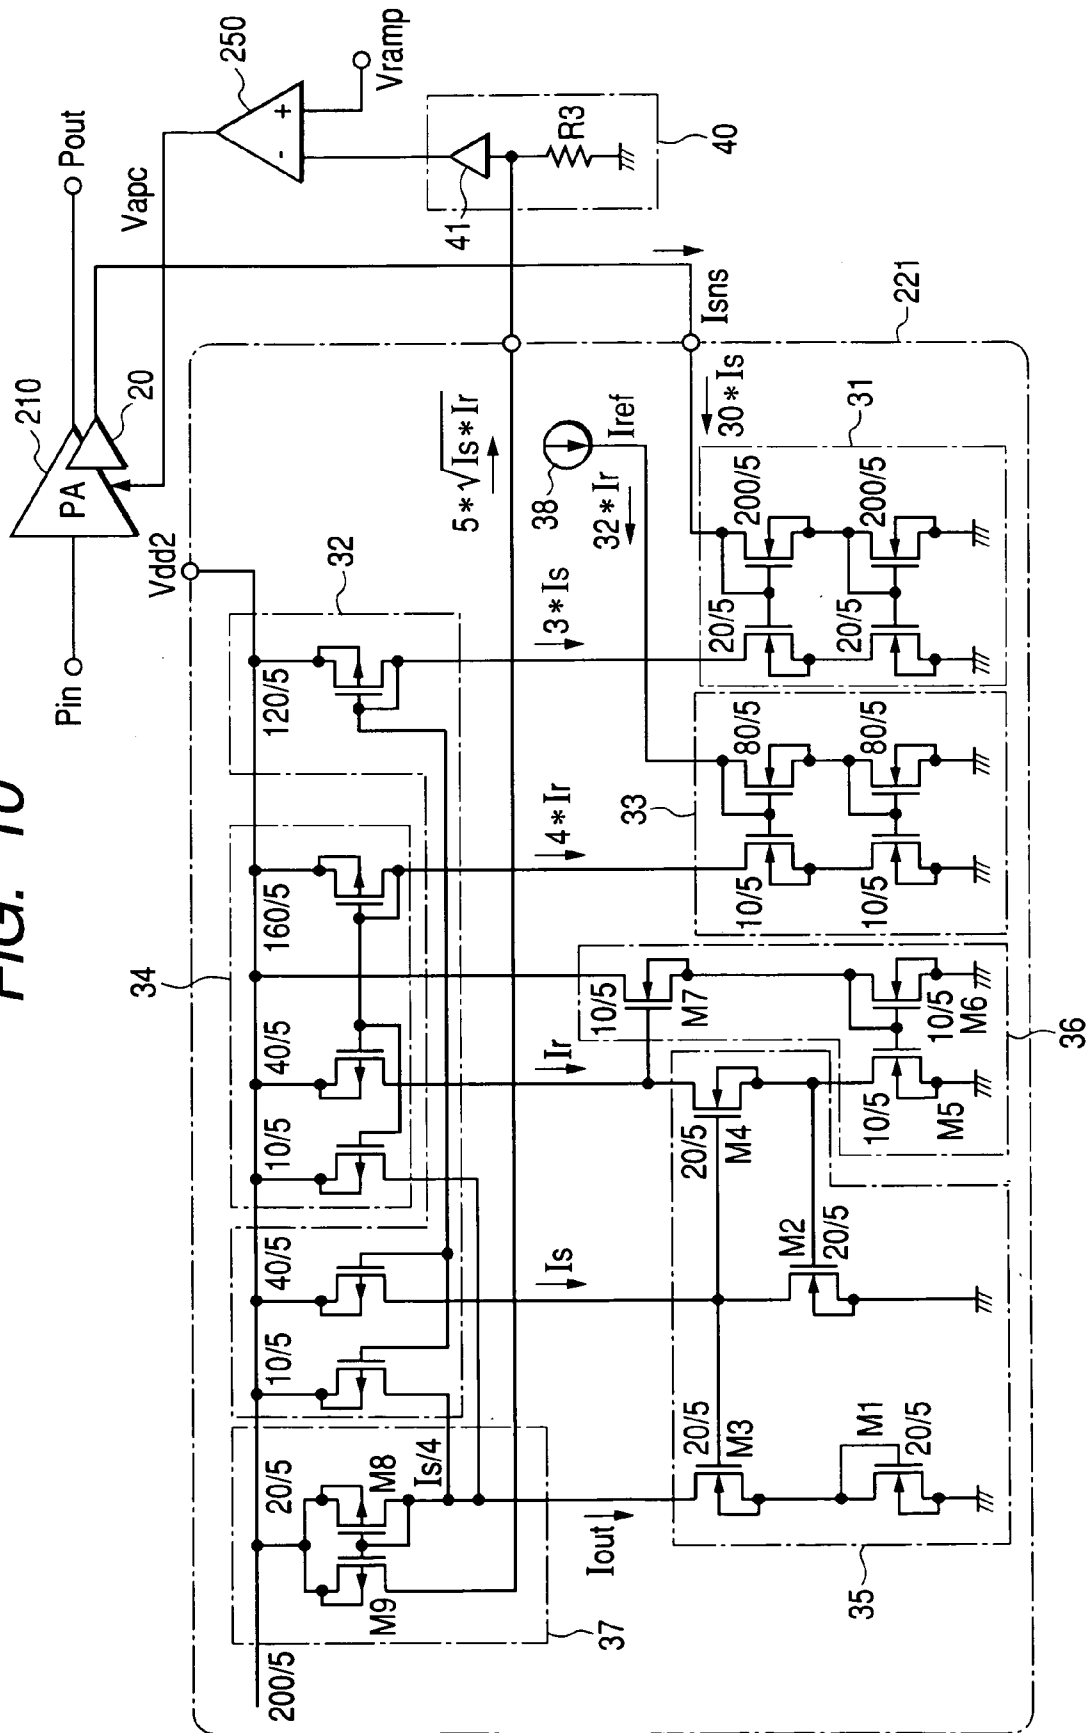 FIG. 10
Pin
210
PA
20
Pout
Vapc
250
-
+
Vramp
Vdd2
34
32
200/5
20/5
M9
M8
10/5
40/5
10/5
40/5
160/5
120/5
Is/4
37
5*√Is*Ir
41
R3
40
Iout
Is
Ir
4*Ir
3*Is
38
Iref
32*Ir
Isns
30*Is
221
10/5
M7
33
31
20/5
M3
20/5
M4
10/5
80/5
20/5
200/5
M2
20/5
M1
20/5
10/5
M5
10/5
M6
10/5
80/5
20/5
200/5
35
36